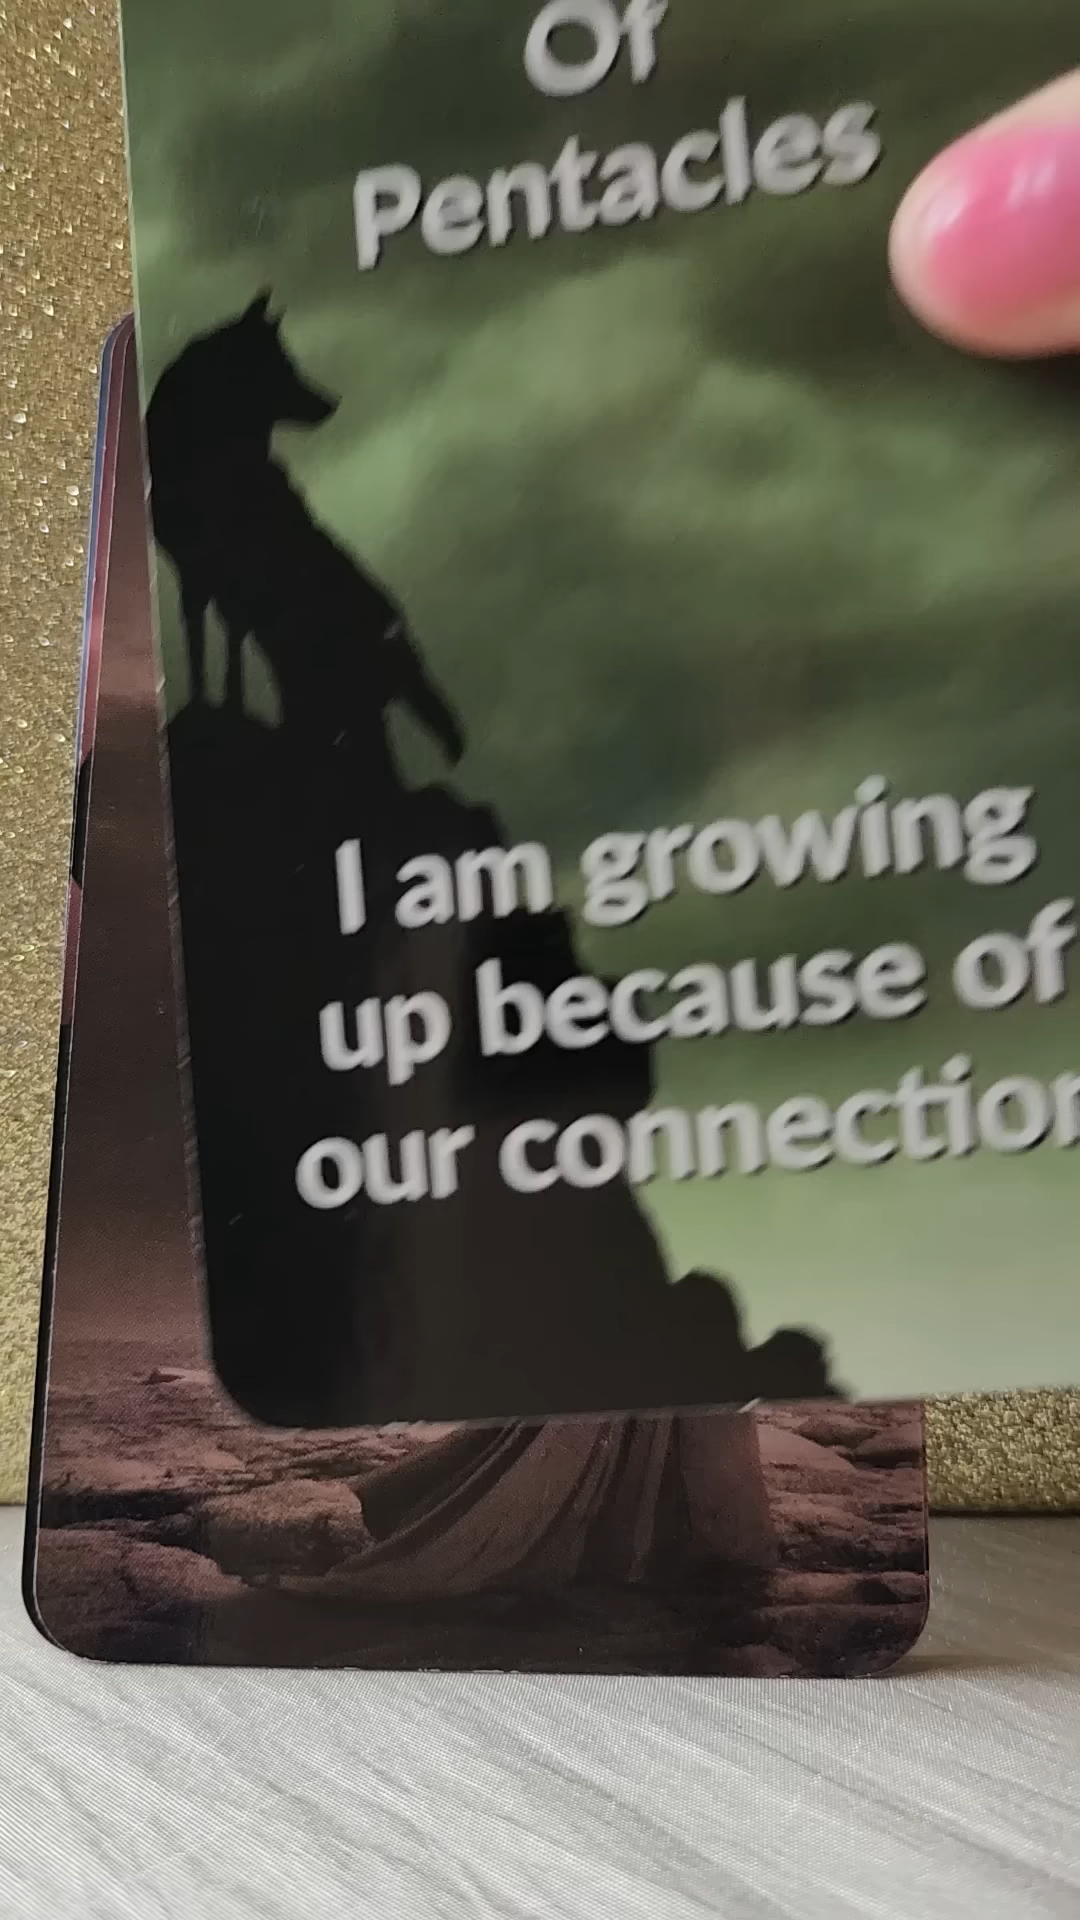 Of
Pentacles
I am growing
up because of
our connection